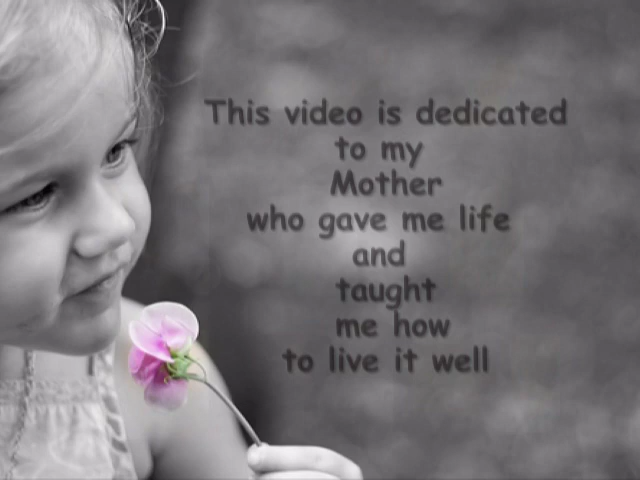 This video is dedicated
to my
Mother
who gave me life
and
taught
me how
to live it well